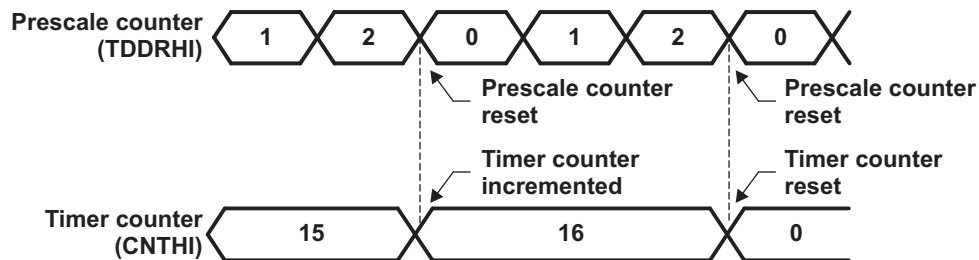 Prescale counter
(TDDRHI)
1 2 0 1 2 0
Prescale counter
reset
Prescale counter
reset
Timer counter
incremented
Timer counter
reset
Timer counter
(CNTHI)
15 16 0